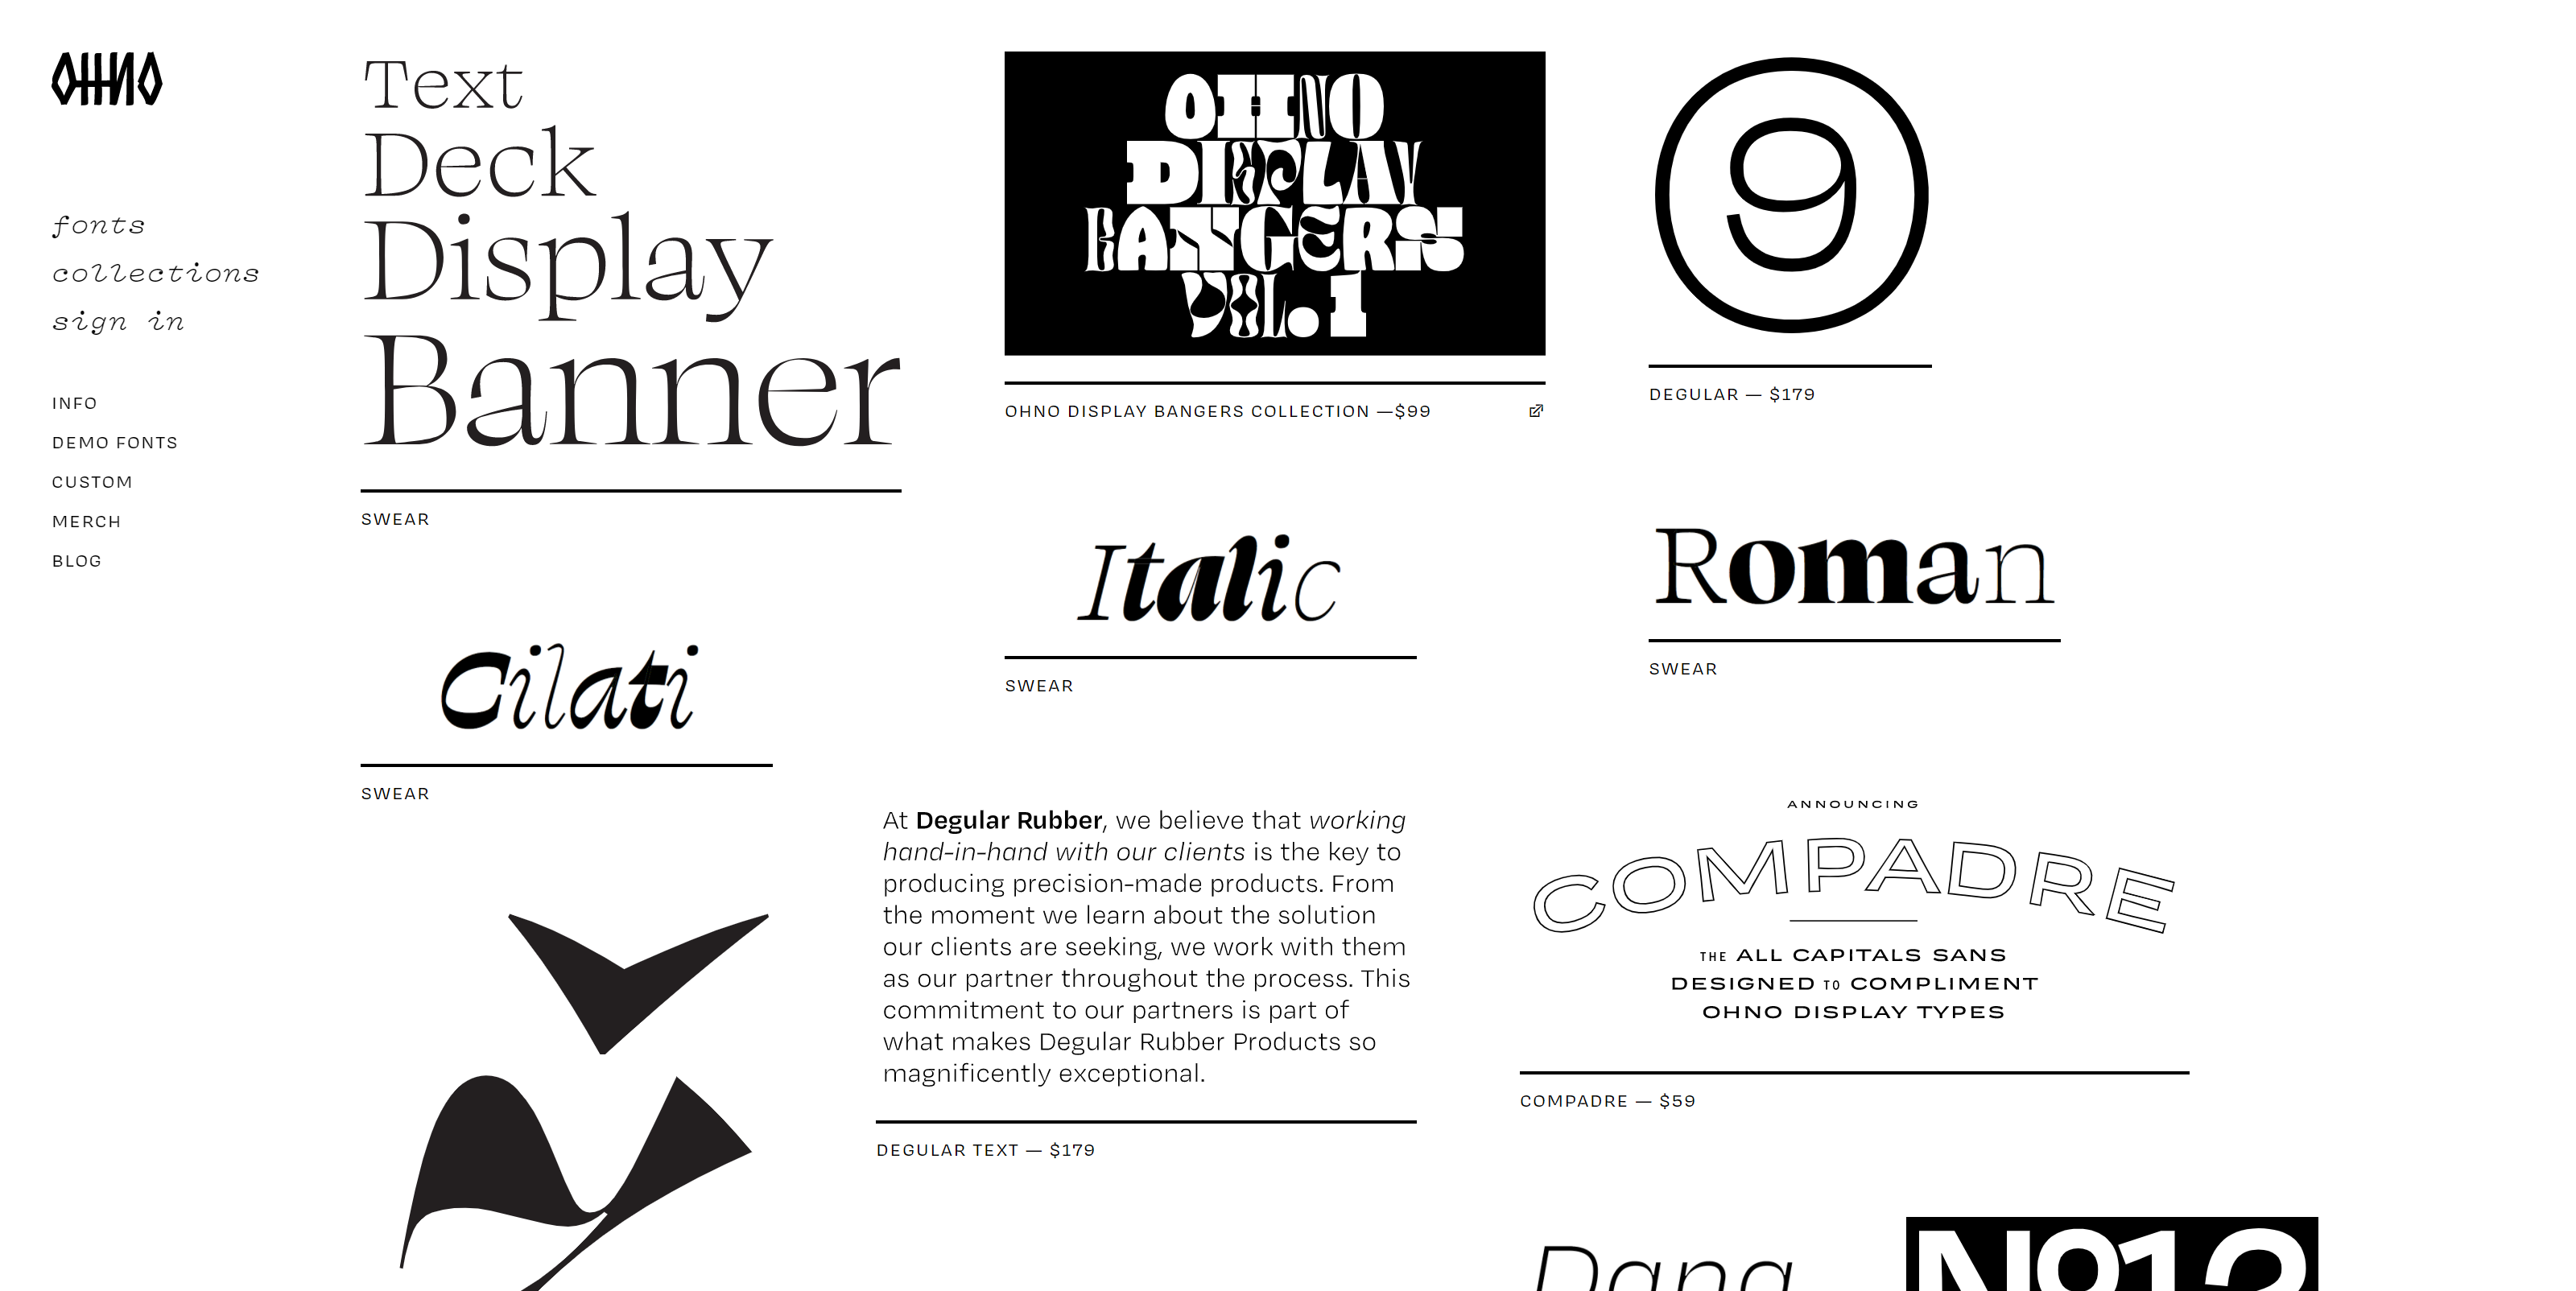 OHNO
fonts
collections
sign in
INFO
DEMO FONTS
CUSTOM
MERCH
BLOG
Text
Deck
Display
Banner
SWEAR
OHNO
DISPLAY
BANGERS
VOL.1
OHNO DISPLAY BANGERS COLLECTION —$99
9
DEGULAR — $179
Cilati
SWEAR
Italic
SWEAR
Roman
SWEAR
At Degular Rubber, we believe that working
hand-in-hand with our clients is the key to
producing precision-made products. From
the moment we learn about the solution
our clients are seeking, we work with them
as our partner throughout the process. This
commitment to our partners is part of
what makes Degular Rubber Products so
magnificently exceptional.
DEGULAR TEXT — $179
ANNOUNCING
COMPADRE
THE ALL CAPITALS SANS
DESIGNED TO COMPLIMENT
OHNO DISPLAY TYPES
COMPADRE — $59